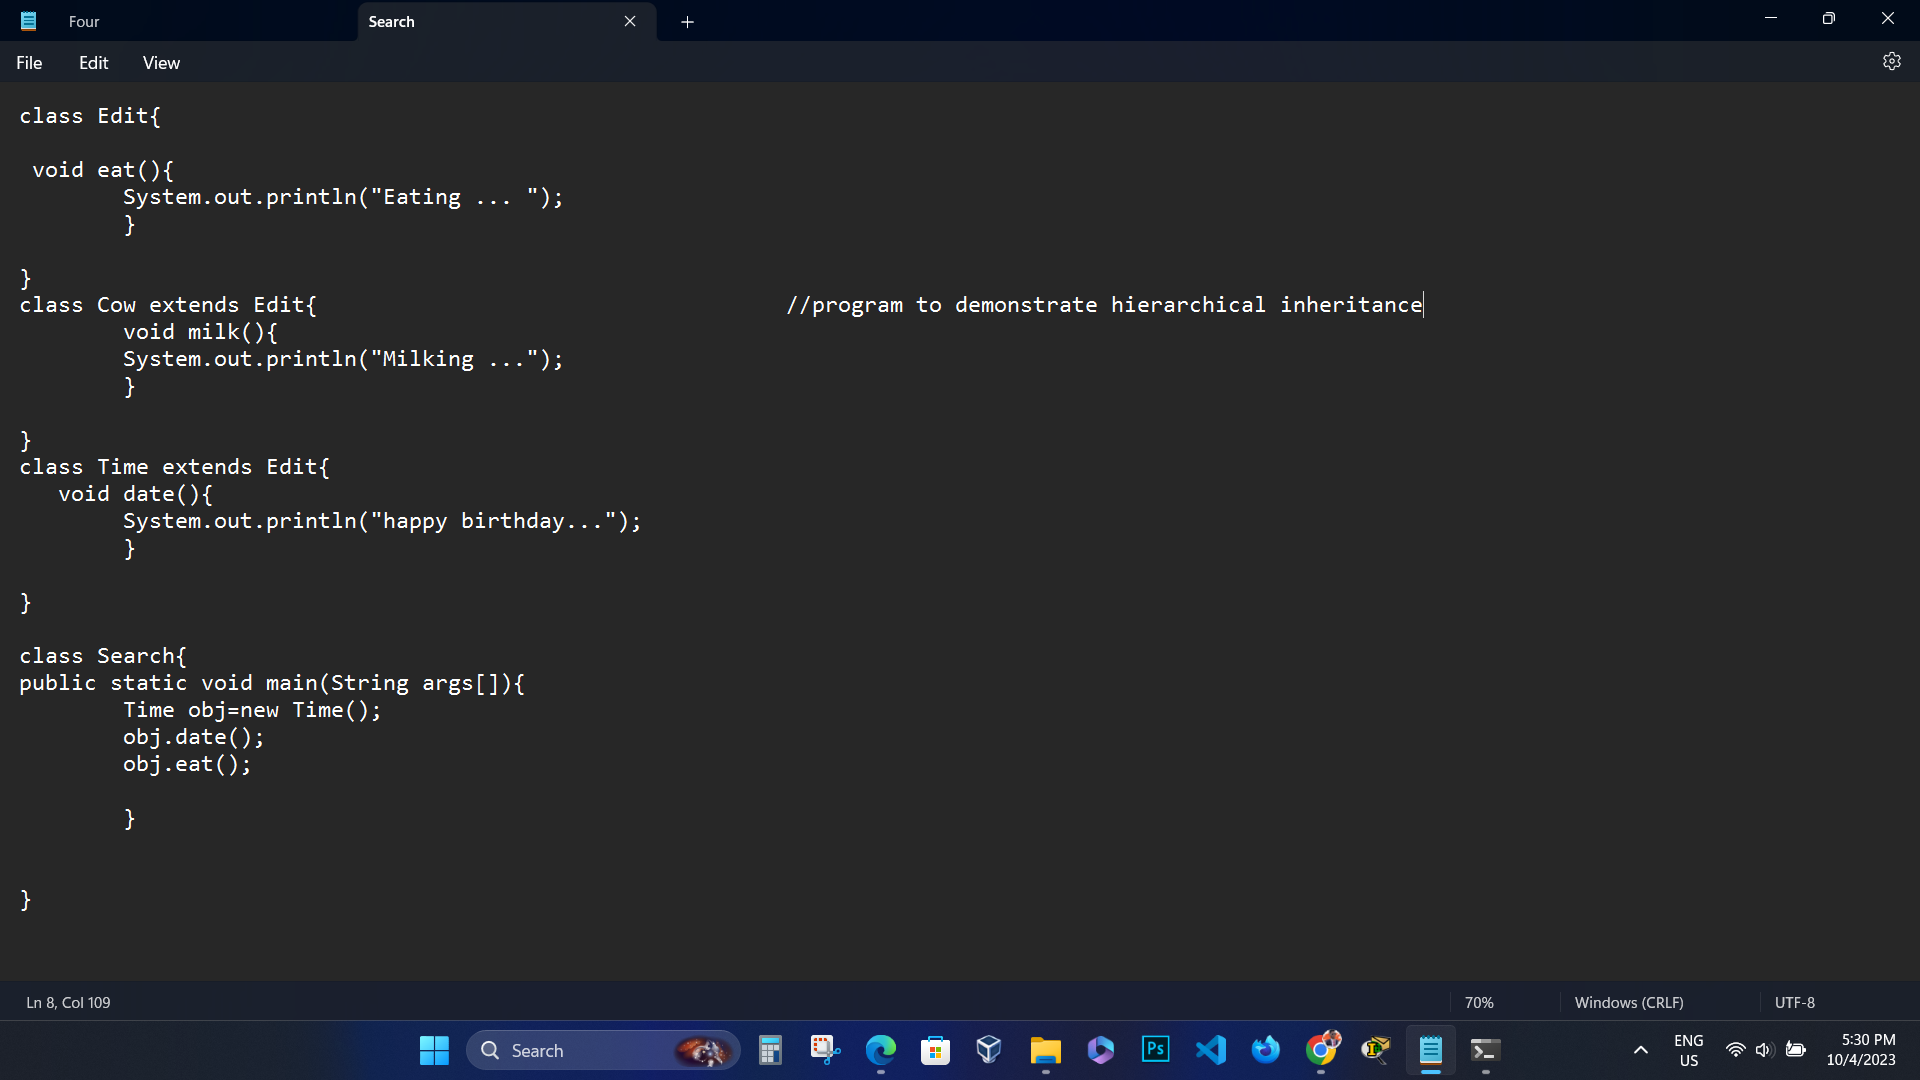 Four
Search
File Edit View
class Edit{
void eat(){
System.out.println("Eating ... ");
}
}
class Cow extends Edit{ //program to demonstrate hierarchical inheritance
void milk(){
System.out.println("Milking ...");
}
}
class Time extends Edit{
void date(){
System.out.println("happy birthday...");
}
}
class Search{
public static void main(String args[]){
Time obj=new Time();
obj.date();
obj.eat();
}
}
Ln 8, Col 109
70%
Windows (CRLF)
UTF-8
Search
Ps
ENG
US
5:30 PM
10/4/2023